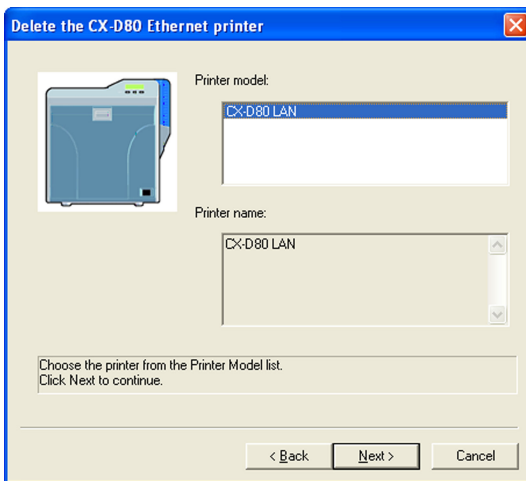 Delete the CX-D80 Ethernet printer
Printer model:
CX-D80 LAN
Printer name:
CX-D80 LAN
Choose the printer from the Printer Model list.
Click Next to continue.
< Back
Next >
Cancel